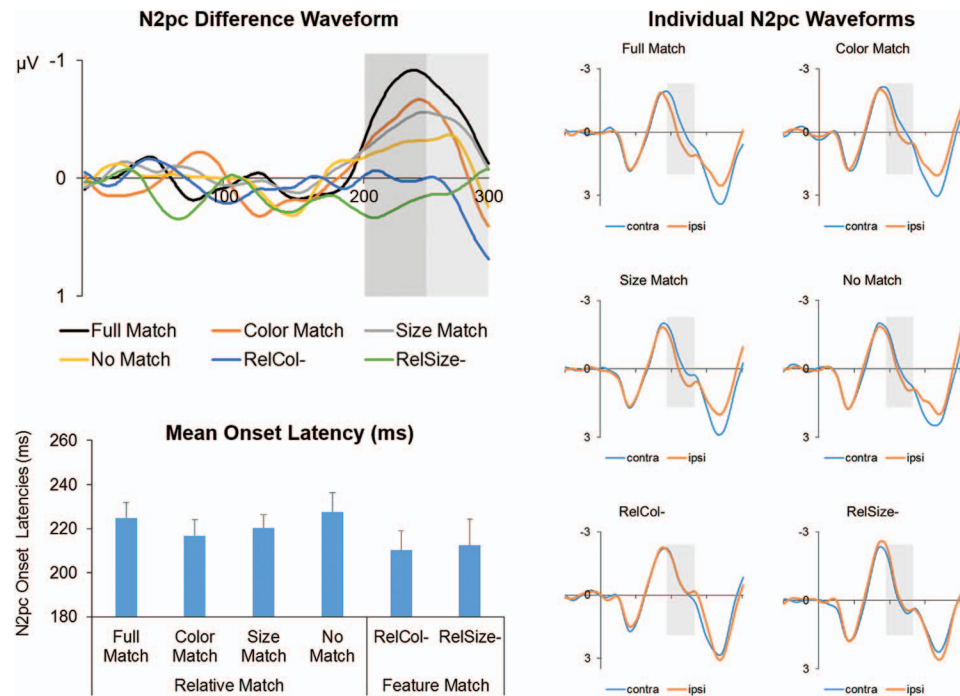 N2pc Difference Waveform
µV
-1
0
1
100
200
300
Full Match
Color Match
Size Match
No Match
RelCol-
RelSize-
Mean Onset Latency (ms)
N2pc Onset Latencies (ms)
260
240
220
200
180
Full Match
Color Match
Size Match
No Match
RelCol-
RelSize-
Relative Match
Feature Match
Individual N2pc Waveforms
Full Match
-3
0
3
contra
ipsi
Color Match
-3
0
3
contra
ipsi
Size Match
-3
0
3
contra
ipsi
No Match
-3
0
3
contra
ipsi
RelCol-
-3
0
3
contra
ipsi
RelSize-
-3
0
3
contra
ipsi